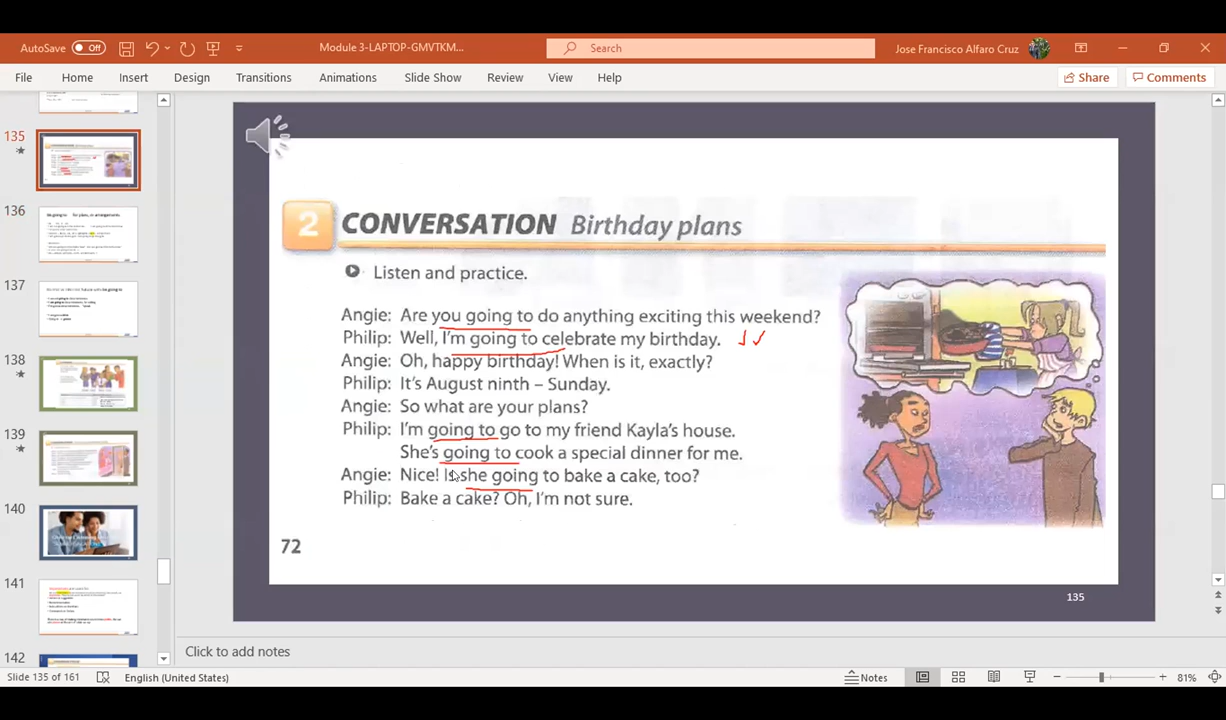 AutoSave Off
Module 3-LAPTOP-GMVTKM...
Search
Jose Francisco Alfaro Cruz
File Home Insert Design Transitions Animations Slide Show Review View Help
Share Comments
135
136
137
138
139
140
141
142
2 CONVERSATION Birthday plans
Listen and practice.
Angie: Are you going to do anything exciting this weekend?
Philip: Well, I'm going to celebrate my birthday.
Angie: Oh, happy birthday! When is it, exactly?
Philip: It's August ninth – Sunday.
Angie: So what are your plans?
Philip: I'm going to go to my friend Kayla's house.
She's going to cook a special dinner for me.
Angie: Nice! Is she going to bake a cake, too?
Philip: Bake a cake? Oh, I'm not sure.
72
135
Click to add notes
Slide 135 of 161
English (United States)
Notes
81%